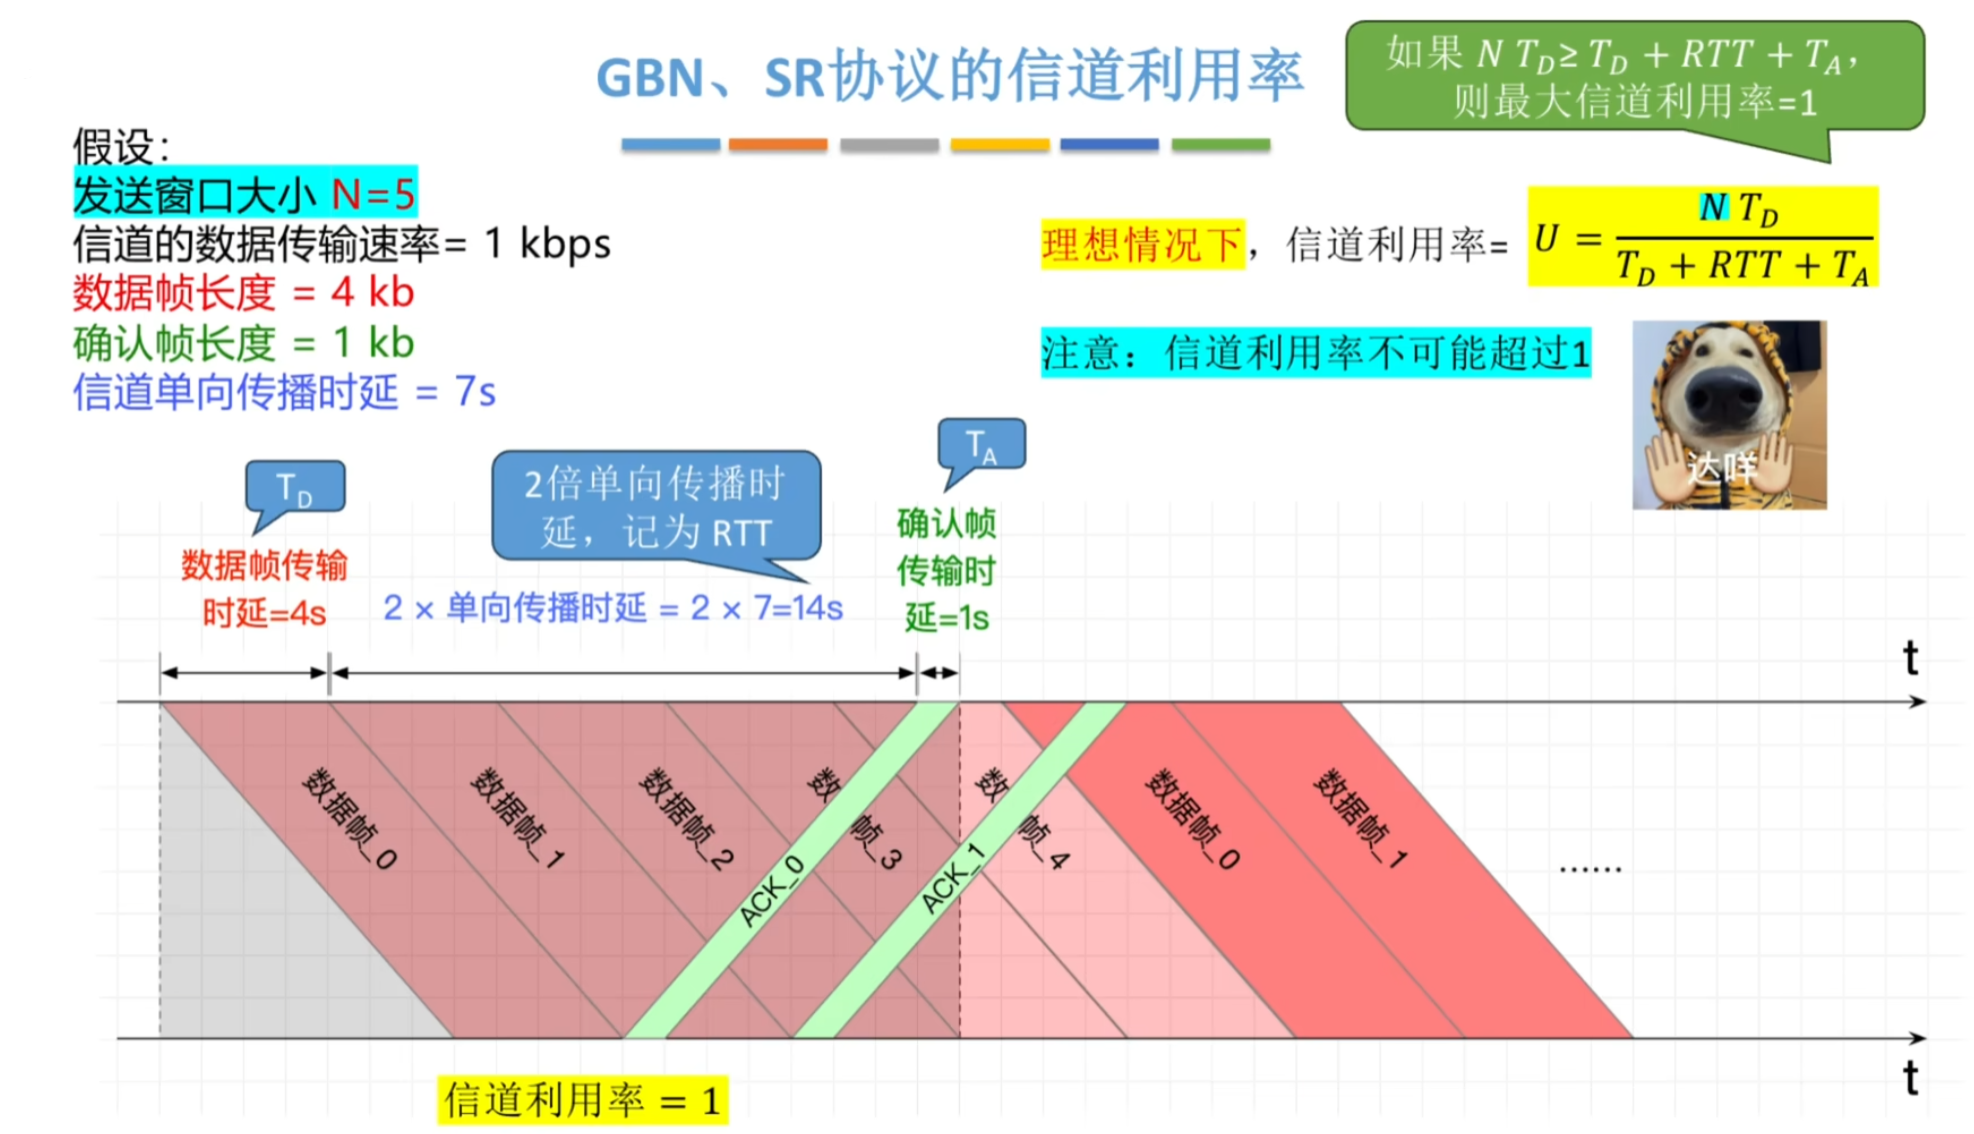 GBN、SR协议的信道利用率
如果 N T_D ≥ T_D + RTT + T_A，
则最大信道利用率=1
假设：
发送窗口大小 N=5
信道的数据传输速率= 1 kbps
数据帧长度 = 4 kb
确认帧长度 = 1 kb
信道单向传播时延 = 7s
理想情况下，信道利用率= U = N T_D / (T_D + RTT + T_A)
注意：信道利用率不可能超过1
达咩
T_D
2倍单向传播时
延，记为 RTT
T_A
数据帧传输
时延=4s
2 × 单向传播时延 = 2 × 7=14s
确认帧
传输时
延=1s
t
数据帧_0
数据帧_1
数据帧_2
数 帧_3
数 帧_4
数据帧_0
数据帧_1
ACK_0
ACK_1
……
t
信道利用率 = 1